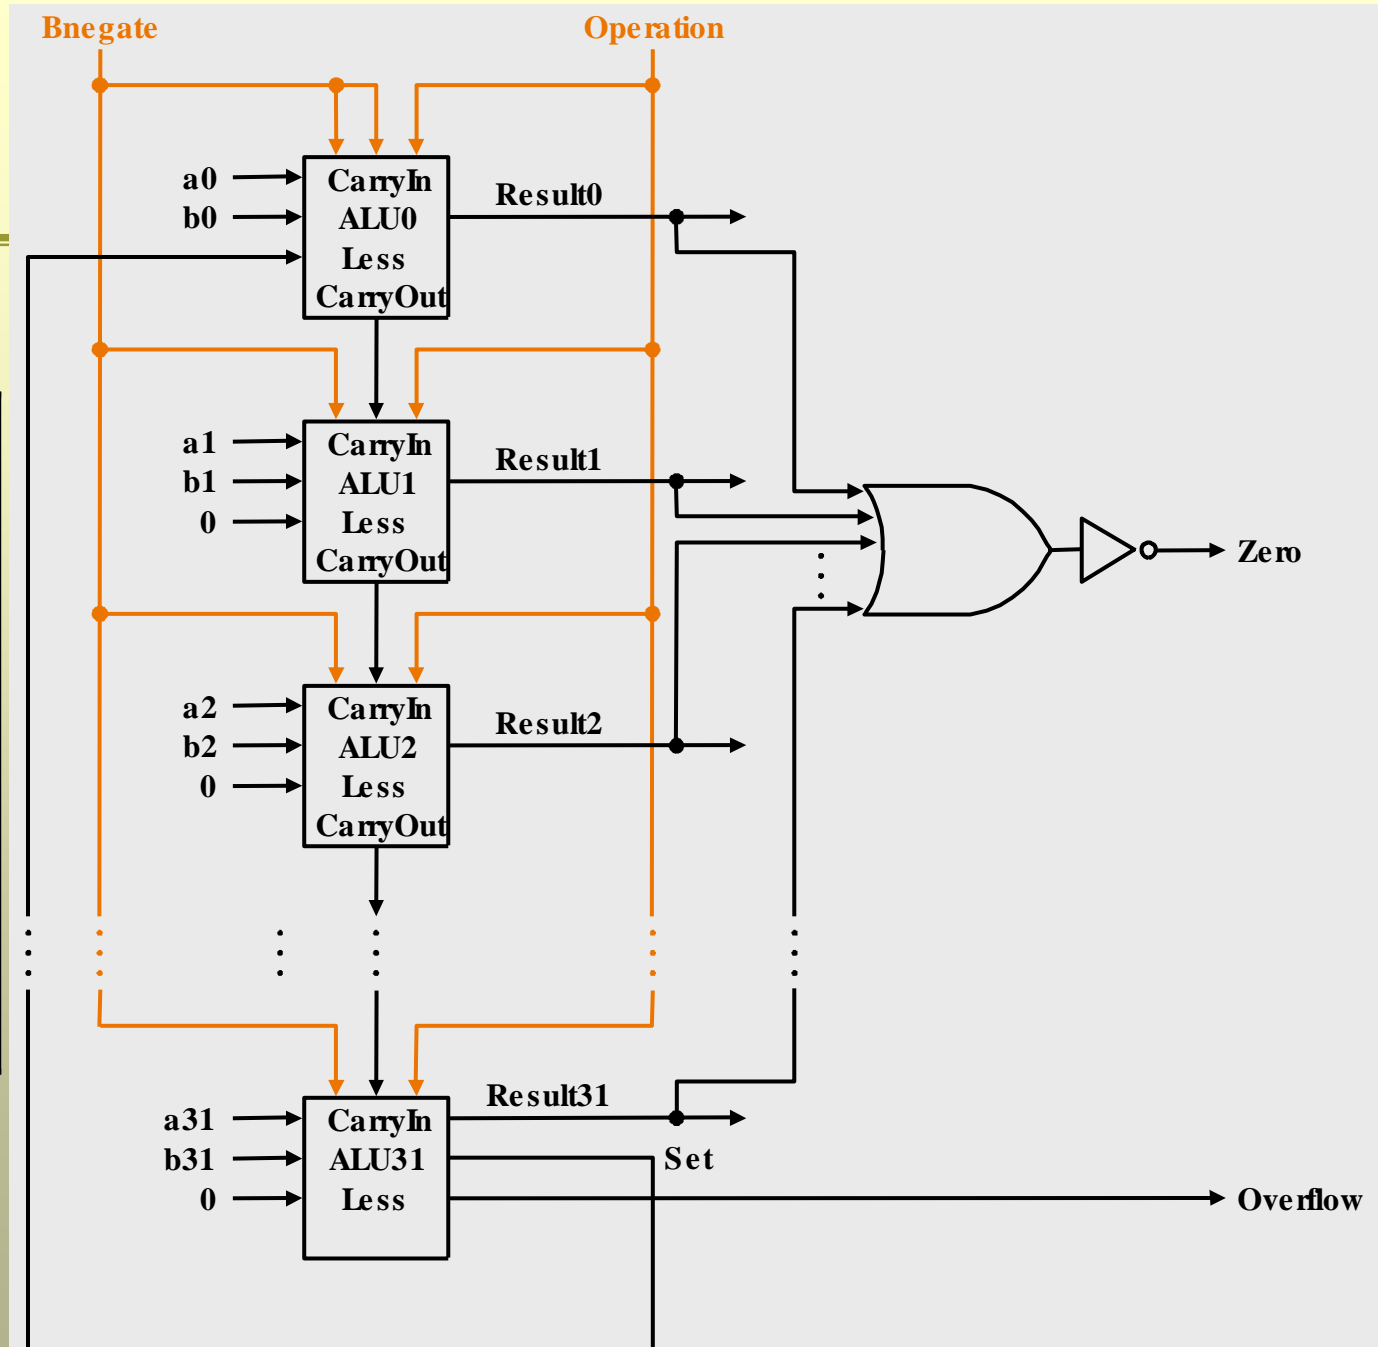 Bnegate Operation
a0 CarryIn Result0
b0 ALU0
Less
CarryOut
a1 CarryIn Result1
b1 ALU1
0 Less
CarryOut
Zero
a2 CarryIn Result2
b2 ALU2
0 Less
CarryOut
a31 CarryIn Result31
b31 ALU31 Set
0 Less Overflow